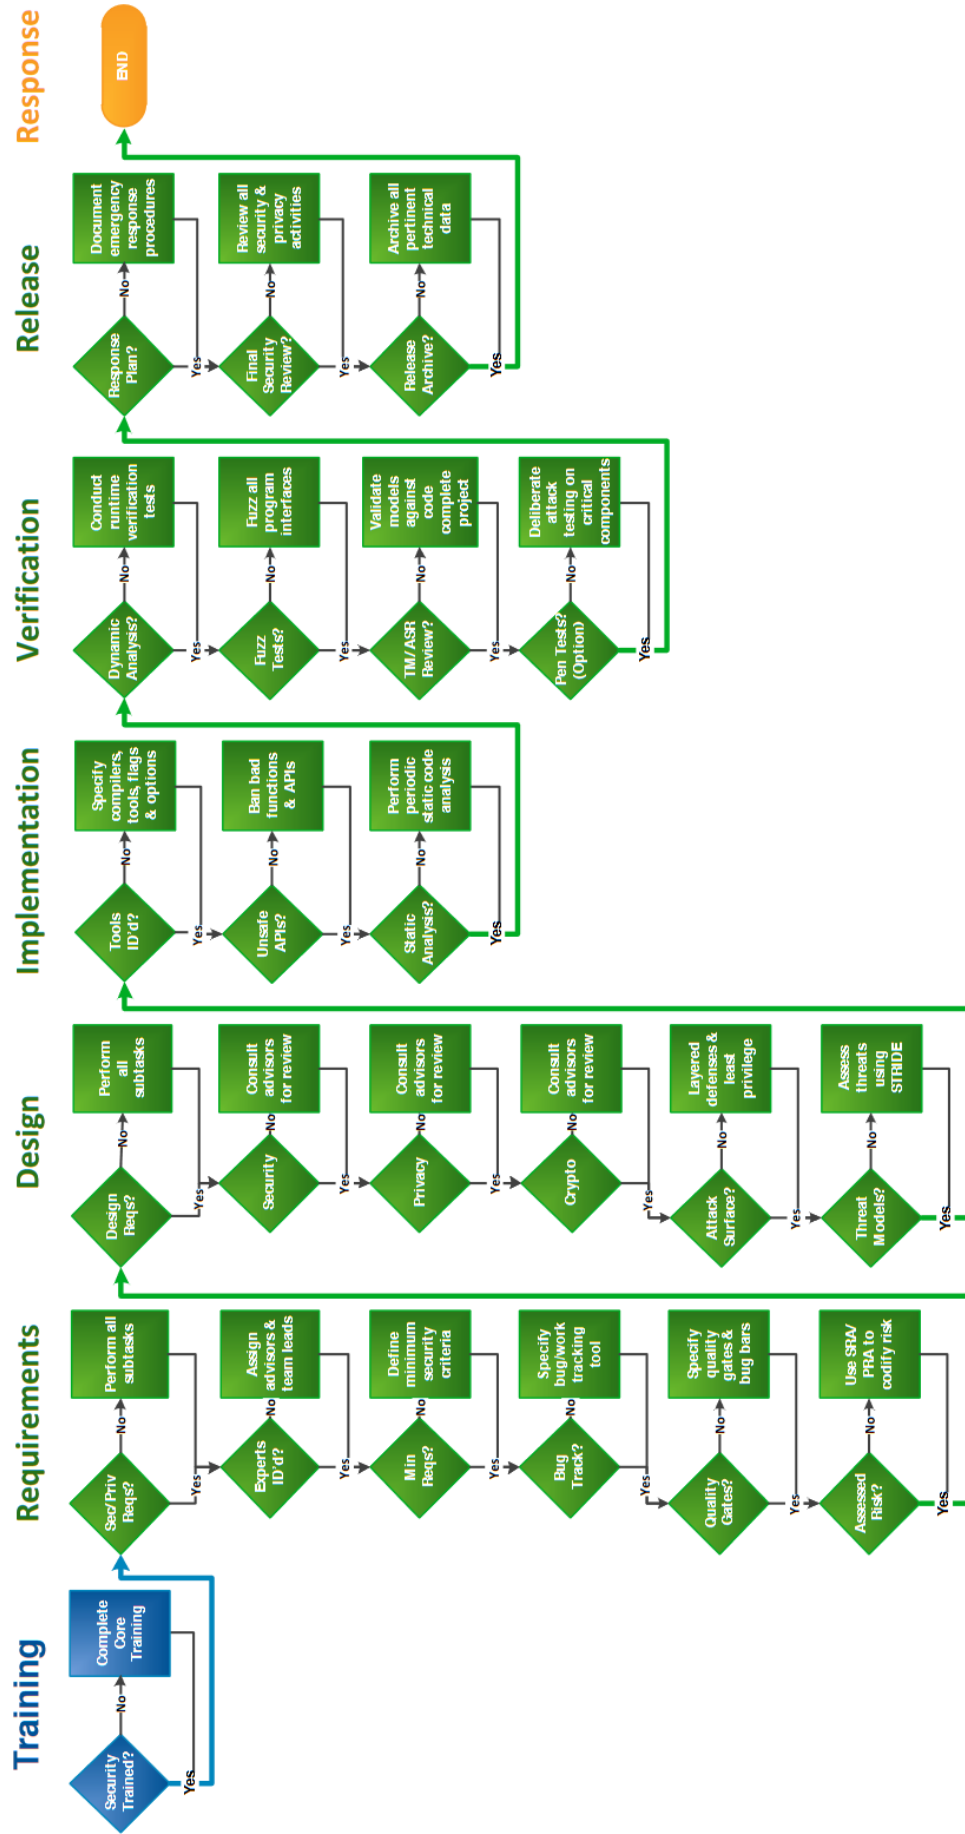 Training
Security
Trained?
No
Complete
Core
Training
Yes
Requirements
Sec/Priv
Reqs?
No
Perform all
subtasks
Yes
Experts
ID'd?
No
Assign
advisors &
team leads
Yes
Min
Reqs?
No
Define
minimum
security
criteria
Yes
Bug
Track?
No
Specify
bug/work
tracking
tool
Yes
Quality
Gates?
No
Specify
quality
gates &
bug bars
Yes
Assessed
Risk?
No
Use SRA/
PRA to
codify risk
Yes
Design
Design
Reqs?
No
Perform
all
subtasks
Yes
Security
No
Consult
advisors
for review
Yes
Privacy
No
Consult
advisors
for review
Yes
Crypto
No
Consult
advisors
for review
Yes
Attack
Surface?
No
Layered
defenses &
least
privilege
Yes
Threat
Models?
No
Assess
threats
using
STRIDE
Yes
Implementation
Tools
ID'd?
No
Specify
compilers,
tools, flags
& options
Yes
Unsafe
APIs?
No
Ban bad
functions
& APIs
Yes
Static
Analysis?
No
Perform
periodic
static code
analysis
Yes
Verification
Dynamic
Analysis?
No
Conduct
runtime
verification
tests
Yes
Fuzz
Tests?
No
Fuzz all
program
interfaces
Yes
TM/ASR
Review?
No
Validate
models
against
code
complete
project
Yes
Pen Tests?
(Option)
No
Deliberate
attack
testing on
critical
components
Yes
Release
Response
Plan?
No
Document
emergency
response
procedures
Yes
Final
Security
Review?
No
Review all
security &
privacy
activities
Yes
Release
Archive?
No
Archive all
pertinent
technical
data
Yes
Response
END